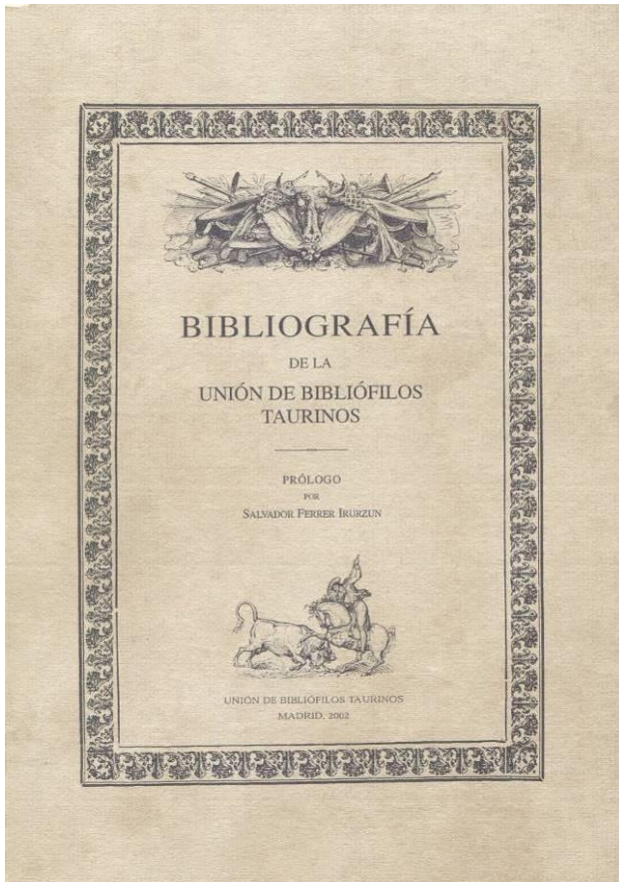 BIBLIOGRAFÍA
DE LA
UNIÓN DE BIBLIÓFILOS
TAURINOS
PRÓLOGO
POR
SALVADOR FERRER IRURZUN
UNIÓN DE BIBLIÓFILOS TAURINOS
MADRID, 2002